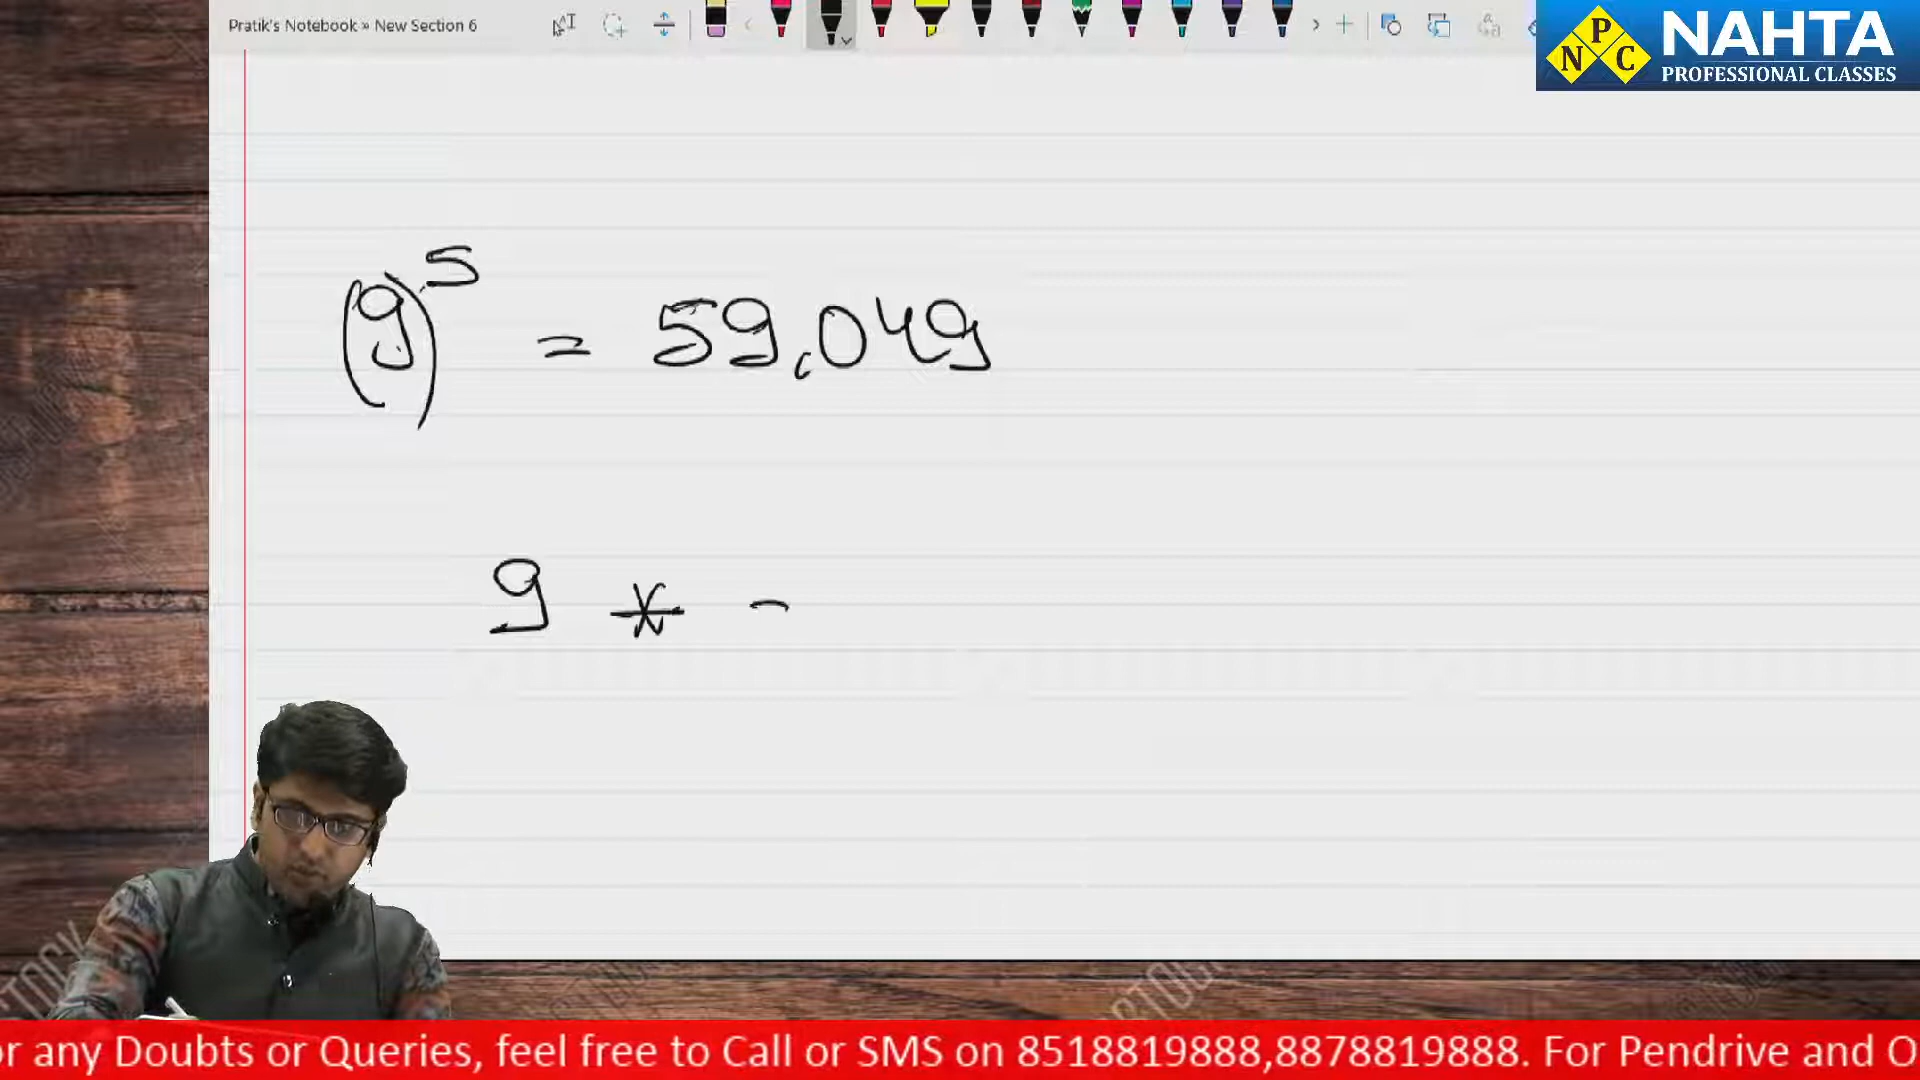 Pratik's Notebook » New Section 6
N P C
NAHTA
PROFESSIONAL CLASSES
(9)^5 = 59,049
9 * -
or any Doubts or Queries, feel free to Call or SMS on 8518819888,8878819888. For Pendrive and O